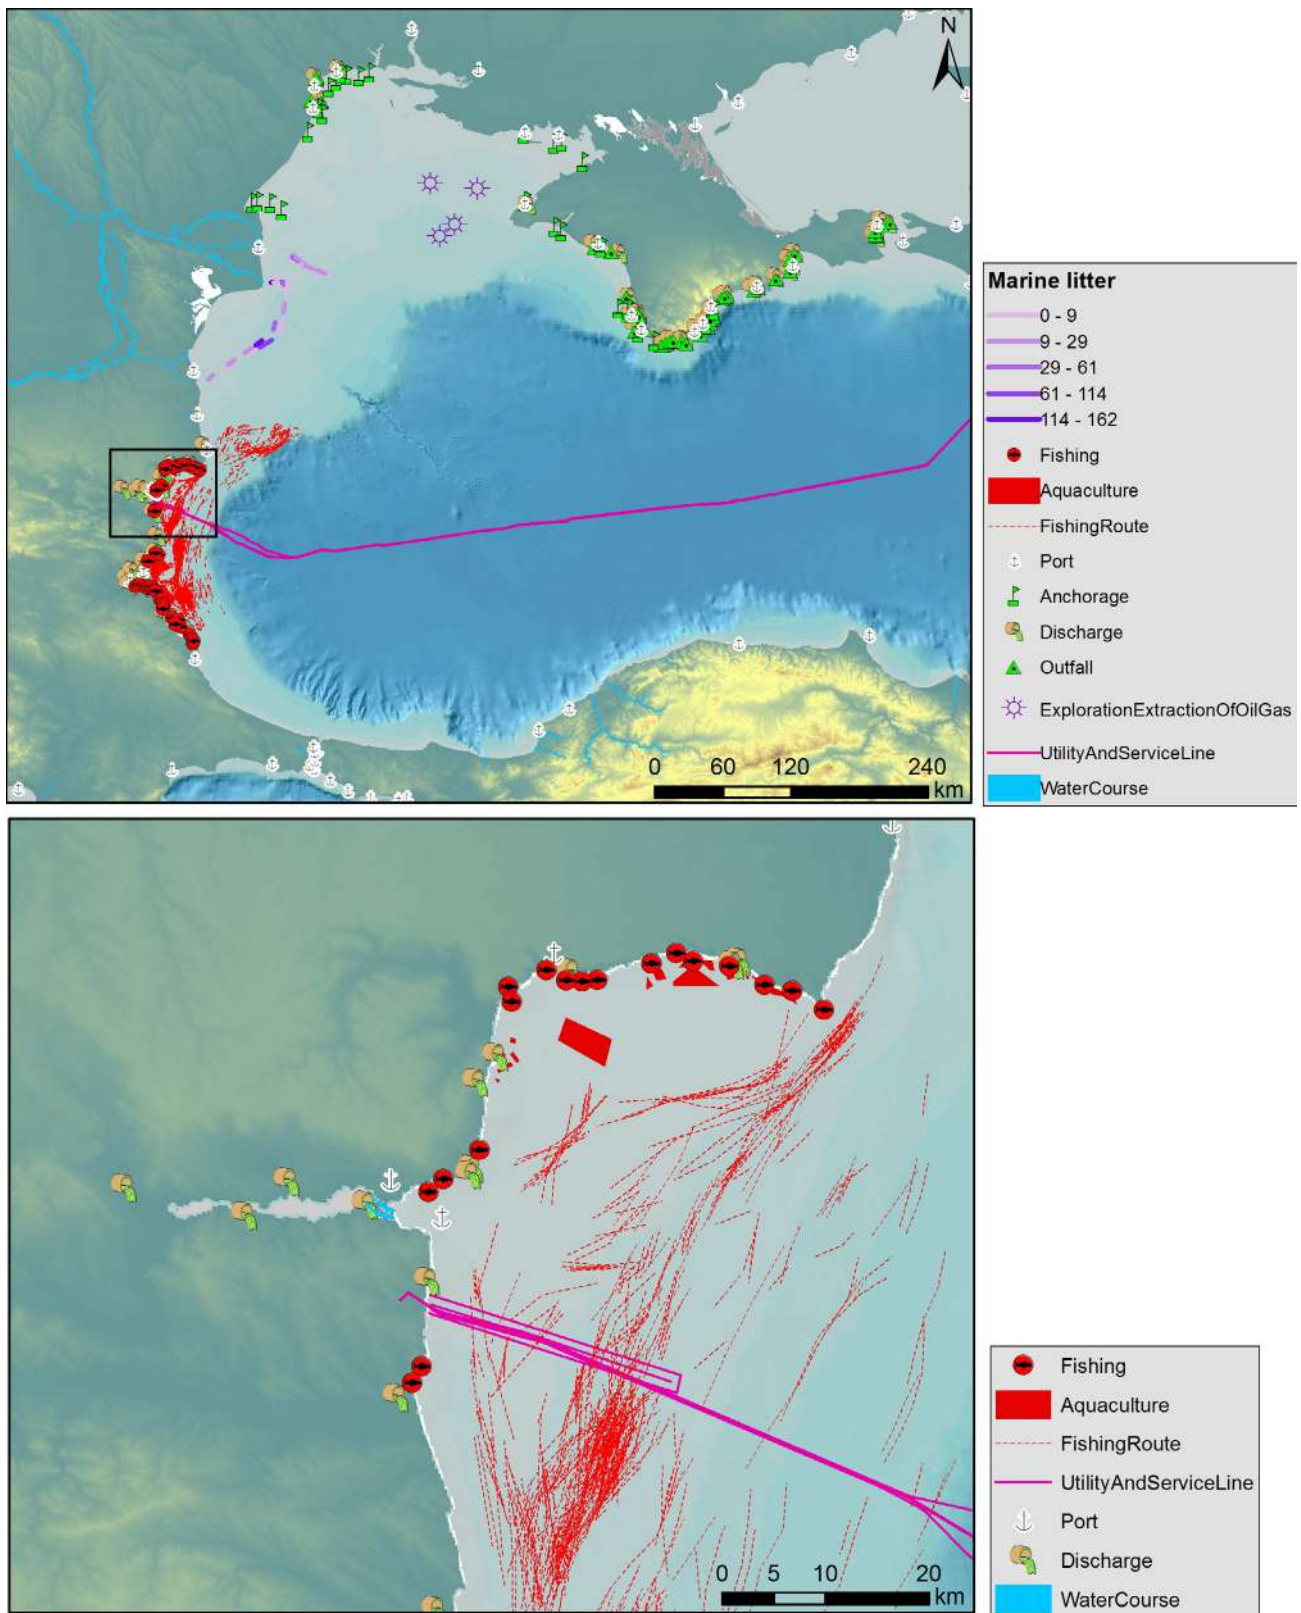 N
0 60 120 240
km
Marine litter
0 - 9
9 - 29
29 - 61
61 - 114
114 - 162
Fishing
Aquaculture
FishingRoute
Port
Anchorage
Discharge
Outfall
ExplorationExtractionOfOilGas
UtilityAndServiceLine
WaterCourse
0 5 10 20
km
Fishing
Aquaculture
FishingRoute
UtilityAndServiceLine
Port
Discharge
WaterCourse